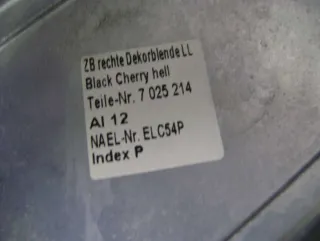 ZB rechte Dekorblende LL
Black Cherry hell
Teile-Nr. 7 025 214
AI 12
NAEL-Nr. ELC54P
Index P